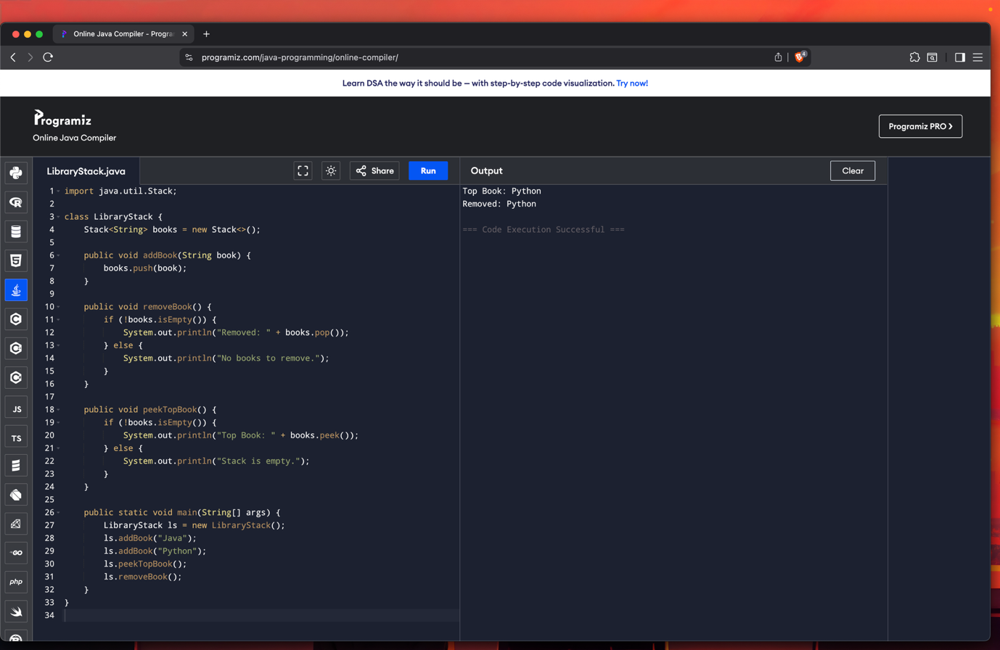 Online Java Compiler - Progra
programiz.com/java-programming/online-compiler/
4
Learn DSA the way it should be — with step-by-step code visualization. Try now!
Programiz
Online Java Compiler
Programiz PRO ›
LibraryStack.java
Share
Run
Output
Clear
1 import java.util.Stack;
2
3 class LibraryStack {
4     Stack<String> books = new Stack<>();
5
6     public void addBook(String book) {
7         books.push(book);
8     }
9
10     public void removeBook() {
11         if (!books.isEmpty()) {
12             System.out.println("Removed: " + books.pop());
13         } else {
14             System.out.println("No books to remove.");
15         }
16     }
17
18     public void peekTopBook() {
19         if (!books.isEmpty()) {
20             System.out.println("Top Book: " + books.peek());
21         } else {
22             System.out.println("Stack is empty.");
23         }
24     }
25
26     public static void main(String[] args) {
27         LibraryStack ls = new LibraryStack();
28         ls.addBook("Java");
29         ls.addBook("Python");
30         ls.peekTopBook();
31         ls.removeBook();
32     }
33 }
34
Top Book: Python
Removed: Python
=== Code Execution Successful ===
JS
TS
GO
php